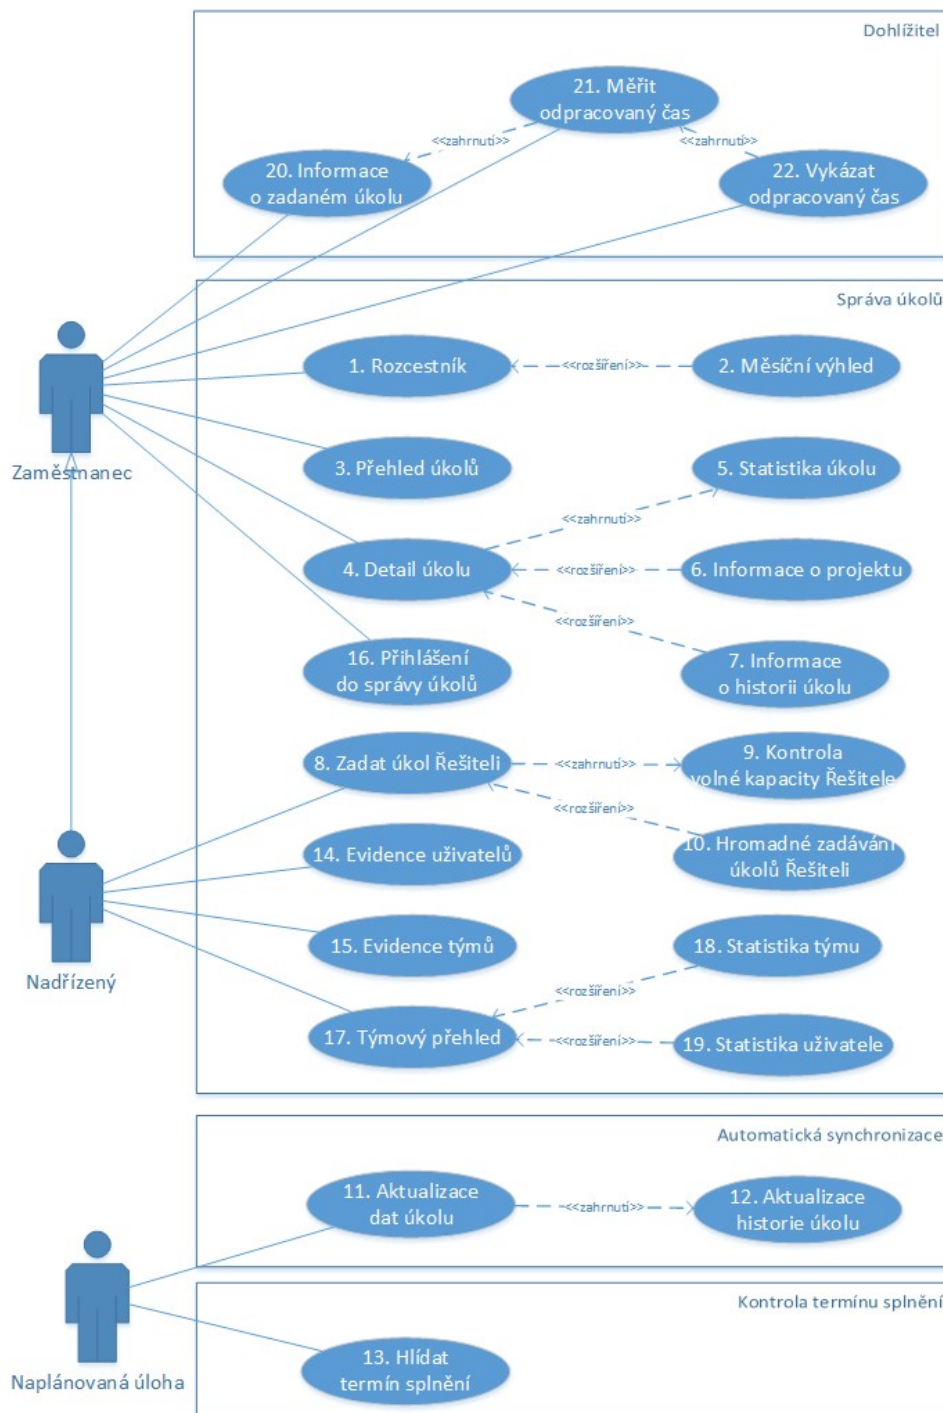 Dohlížitel
21. Měřit
odpracovaný čas
<<zahrnutí>>
<<zahrnutí>>
20. Informace
o zadaném úkolu
22. Vykázat
odpracovaný čas
Správa úkolů
1. Rozcestník
<<rozšíření>>
2. Měsíční výhled
Zaměstnanec
3. Přehled úkolů
5. Statistika úkolu
<<zahrnutí>>
4. Detail úkolu
<<rozšíření>>
6. Informace o projektu
<<rozšíření>>
16. Přihlášení
do správy úkolů
7. Informace
o historii úkolu
8. Zadat úkol Řešiteli
<<zahrnutí>>
9. Kontrola
volné kapacity Řešitele
<<rozšíření>>
14. Evidence uživatelů
10. Hromadné zadávání
úkolů Řešiteli
Nadřízený
15. Evidence týmů
18. Statistika týmu
<<rozšíření>>
17. Týmový přehled
<<rozšíření>>
19. Statistika uživatele
Automatická synchronizace
11. Aktualizace
dat úkolu
<<zahrnutí>>
12. Aktualizace
historie úkolu
Kontrola termínu splnění
Naplánovaná úloha
13. Hlídat
termín splnění